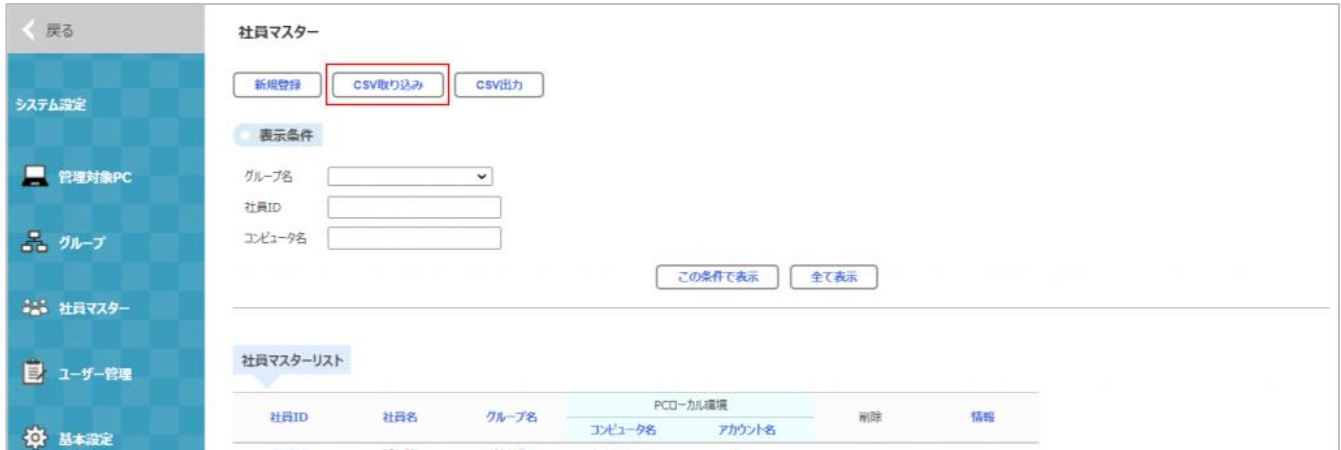 戻る
システム設定
管理対象PC
グループ
社員マスター
ユーザー管理
基本設定
社員マスター
新規登録 CSV取り込み CSV出力
表示条件
グループ名
社員ID
コンピュータ名
この条件で表示 全て表示
社員マスターリスト
PCローカル環境
社員ID 社員名 グループ名 コンピュータ名 アカウント名 削除 情報